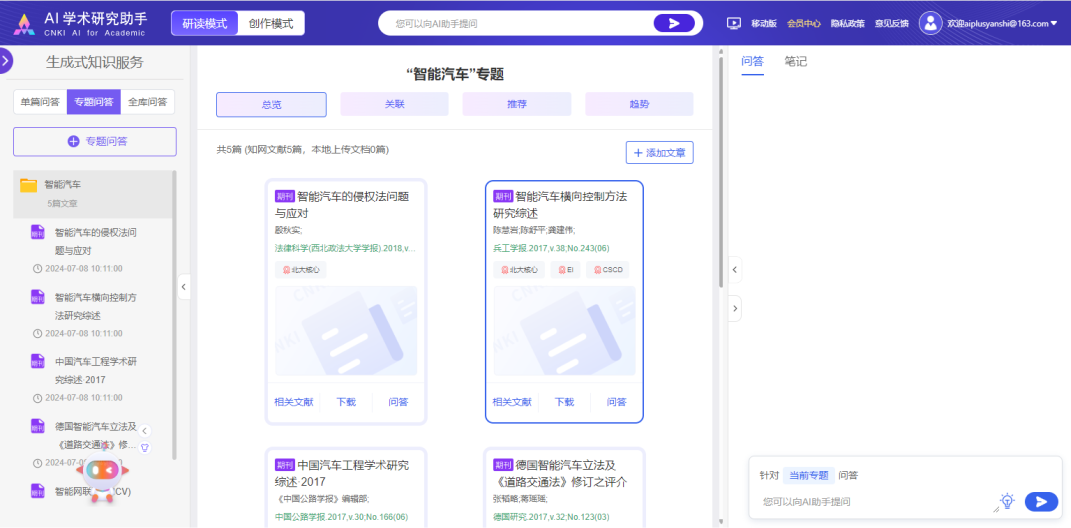 AI 学术研究助手
CNKI AI for Academic
研读模式
创作模式
您可以向AI助手提问
移动版
会员中心
隐私政策
意见反馈
欢迎aiplusyanshi@163.com
生成式知识服务
单篇问答
专题问答
全库问答
专题问答
智能汽车
5篇文章
期刊
智能汽车的侵权法问
题与应对
2024-07-08 10:11:00
期刊
智能汽车横向控制方
法研究综述
2024-07-08 10:11:00
期刊
中国汽车工程学术研
究综述·2017
2024-07-08 10:11:00
期刊
德国智能汽车立法及
《道路交通法》修...
2024-07-0
期刊
智能网联
CV)
“智能汽车”专题
总览
关联
推荐
趋势
共5篇 (知网文献5篇，本地上传文档0篇)
+ 添加文章
期刊 智能汽车的侵权法问题
与应对
殷秋实;
法律科学(西北政法大学学报).2018,v...
北大核心
CNKI
相关文献
下载
问答
期刊 智能汽车横向控制方法
研究综述
陈慧岩;陈舒平;龚建伟;
兵工学报.2017,v.38;No.243(06)
北大核心
EI
CSCD
CNKI
相关文献
下载
问答
期刊 中国汽车工程学术研究
综述·2017
《中国公路学报》编辑部;
中国公路学报.2017,v.30;No.166(06)
期刊 德国智能汽车立法及
《道路交通法》修订之评介
张韬略;蒋瑶瑶;
德国研究.2017,v.32;No.123(03)
问答
笔记
针对 当前专题 问答
您可以向AI助手提问